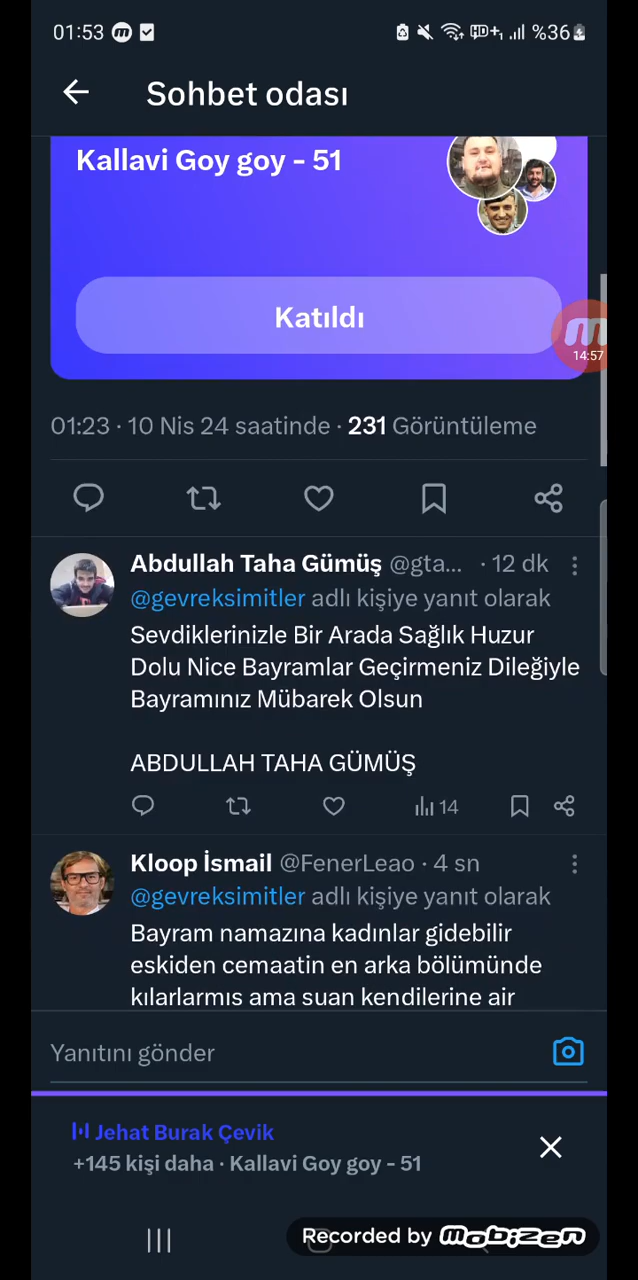 01:53
%36
Sohbet odası
Kallavi Goy goy - 51
Katıldı
14:57
01:23 · 10 Nis 24 saatinde · 231 Görüntüleme
Abdullah Taha Gümüş @gta... · 12 dk
@gevreksimitler adlı kişiye yanıt olarak
Sevdiklerinizle Bir Arada Sağlık Huzur
Dolu Nice Bayramlar Geçirmeniz Dileğiyle
Bayramınız Mübarek Olsun
ABDULLAH TAHA GÜMÜŞ
14
Kloop İsmail @FenerLeao · 4 sn
@gevreksimitler adlı kişiye yanıt olarak
Bayram namazına kadınlar gidebilir
eskiden cemaatin en arka bölümünde
kılarlarmıs ama suan kendilerine air
Yanıtını gönder
Jehat Burak Çevik
+145 kişi daha · Kallavi Goy goy - 51
Recorded by mobizen